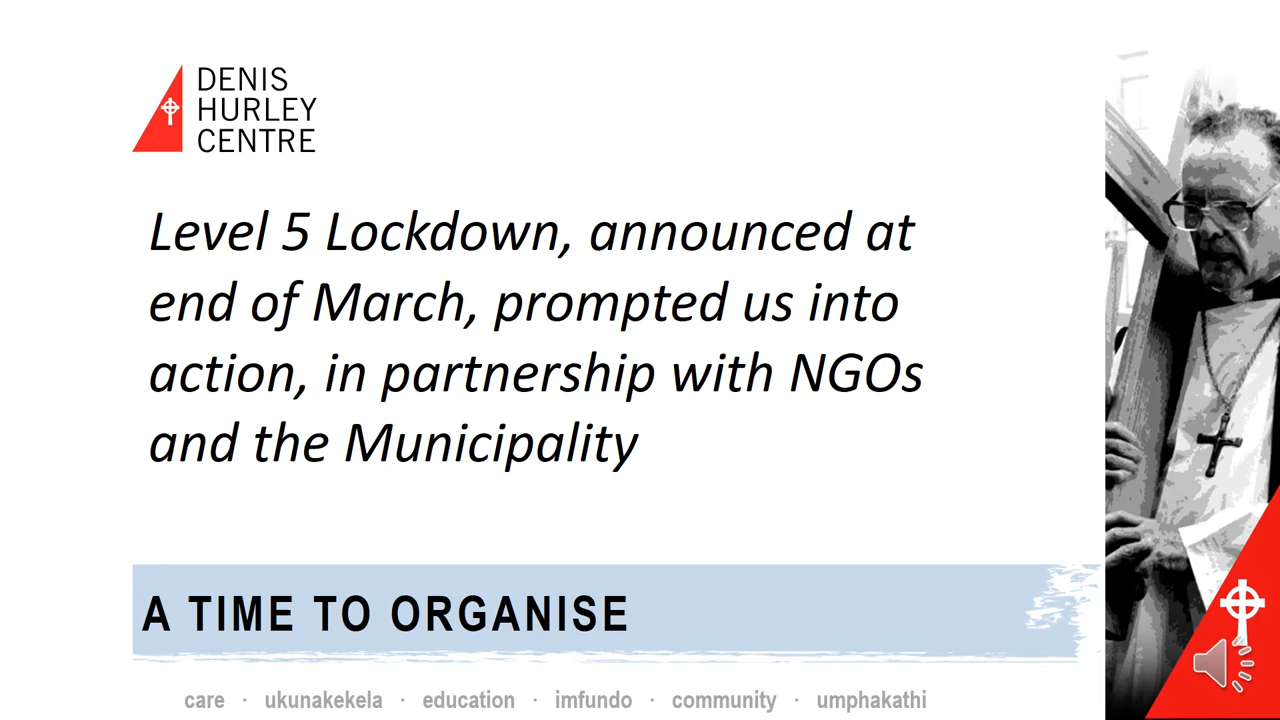 DENIS
HURLEY
CENTRE
Level 5 Lockdown, announced at
end of March, prompted us into
action, in partnership with NGOs
and the Municipality
A TIME TO ORGANISE
care · ukunakekela · education · imfundo · community · umphakathi